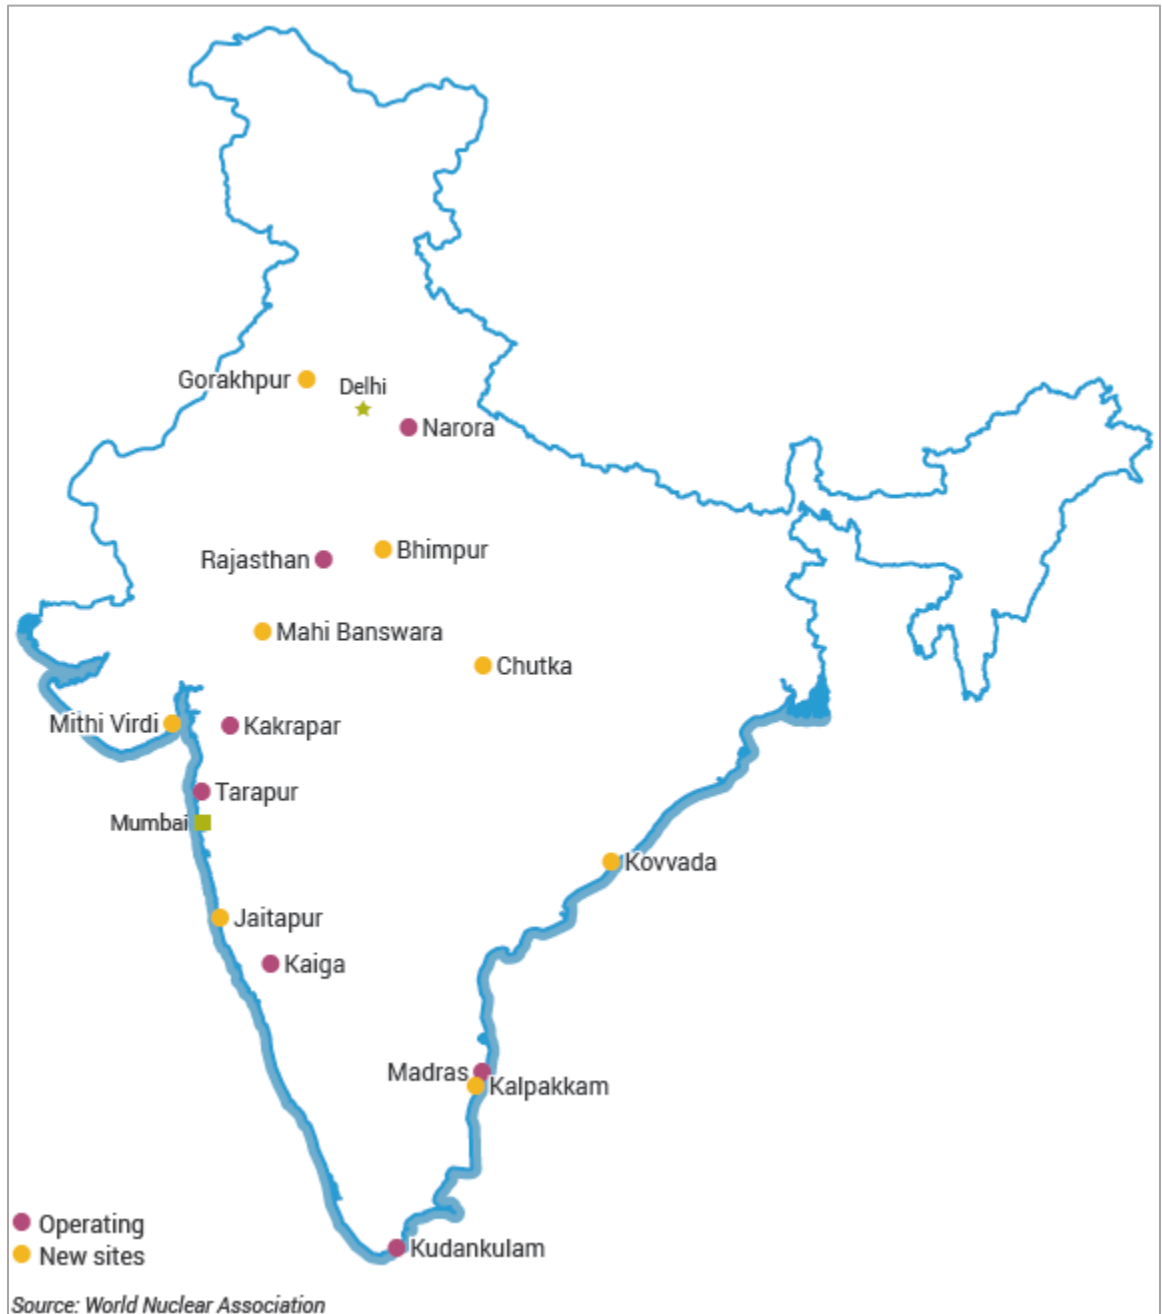 Gorakhpur
Delhi
Narora
Rajasthan
Bhimpur
Mahi Banswara
Chutka
Mithi Virdi
Kakrapar
Tarapur
Mumbai
Kovvada
Jaitapur
Kaiga
Madras
Kalpakkam
Operating
Kudankulam
New sites
Source: World Nuclear Association